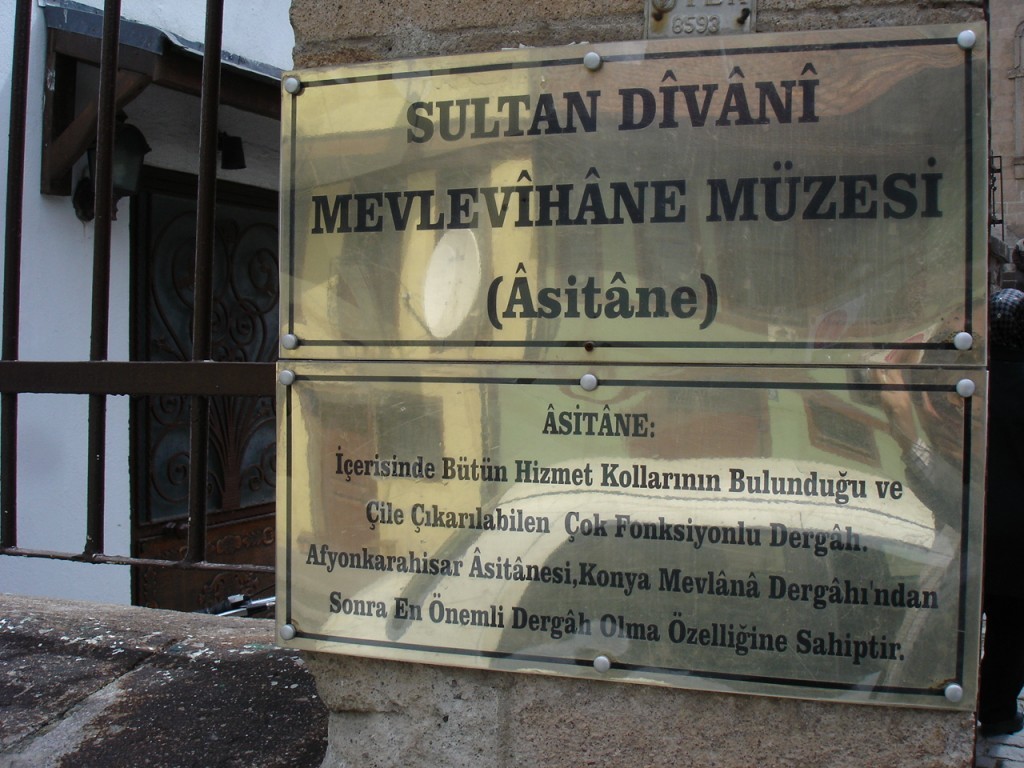 8593
SULTAN DÎVÂNÎ
MEVLEVÎHÂNE MÜZESİ
(Âsitâne)
ÂSİTÂNE:
İçerisinde Bütün Hizmet Kollarının Bulunduğu ve
Çile Çıkarılabilen Çok Fonksiyonlu Dergâh.
Afyonkarahisar Âsitânesi,Konya Mevlânâ Dergâhı'ndan
Sonra En Önemli Dergâh Olma Özelliğine Sahiptir.